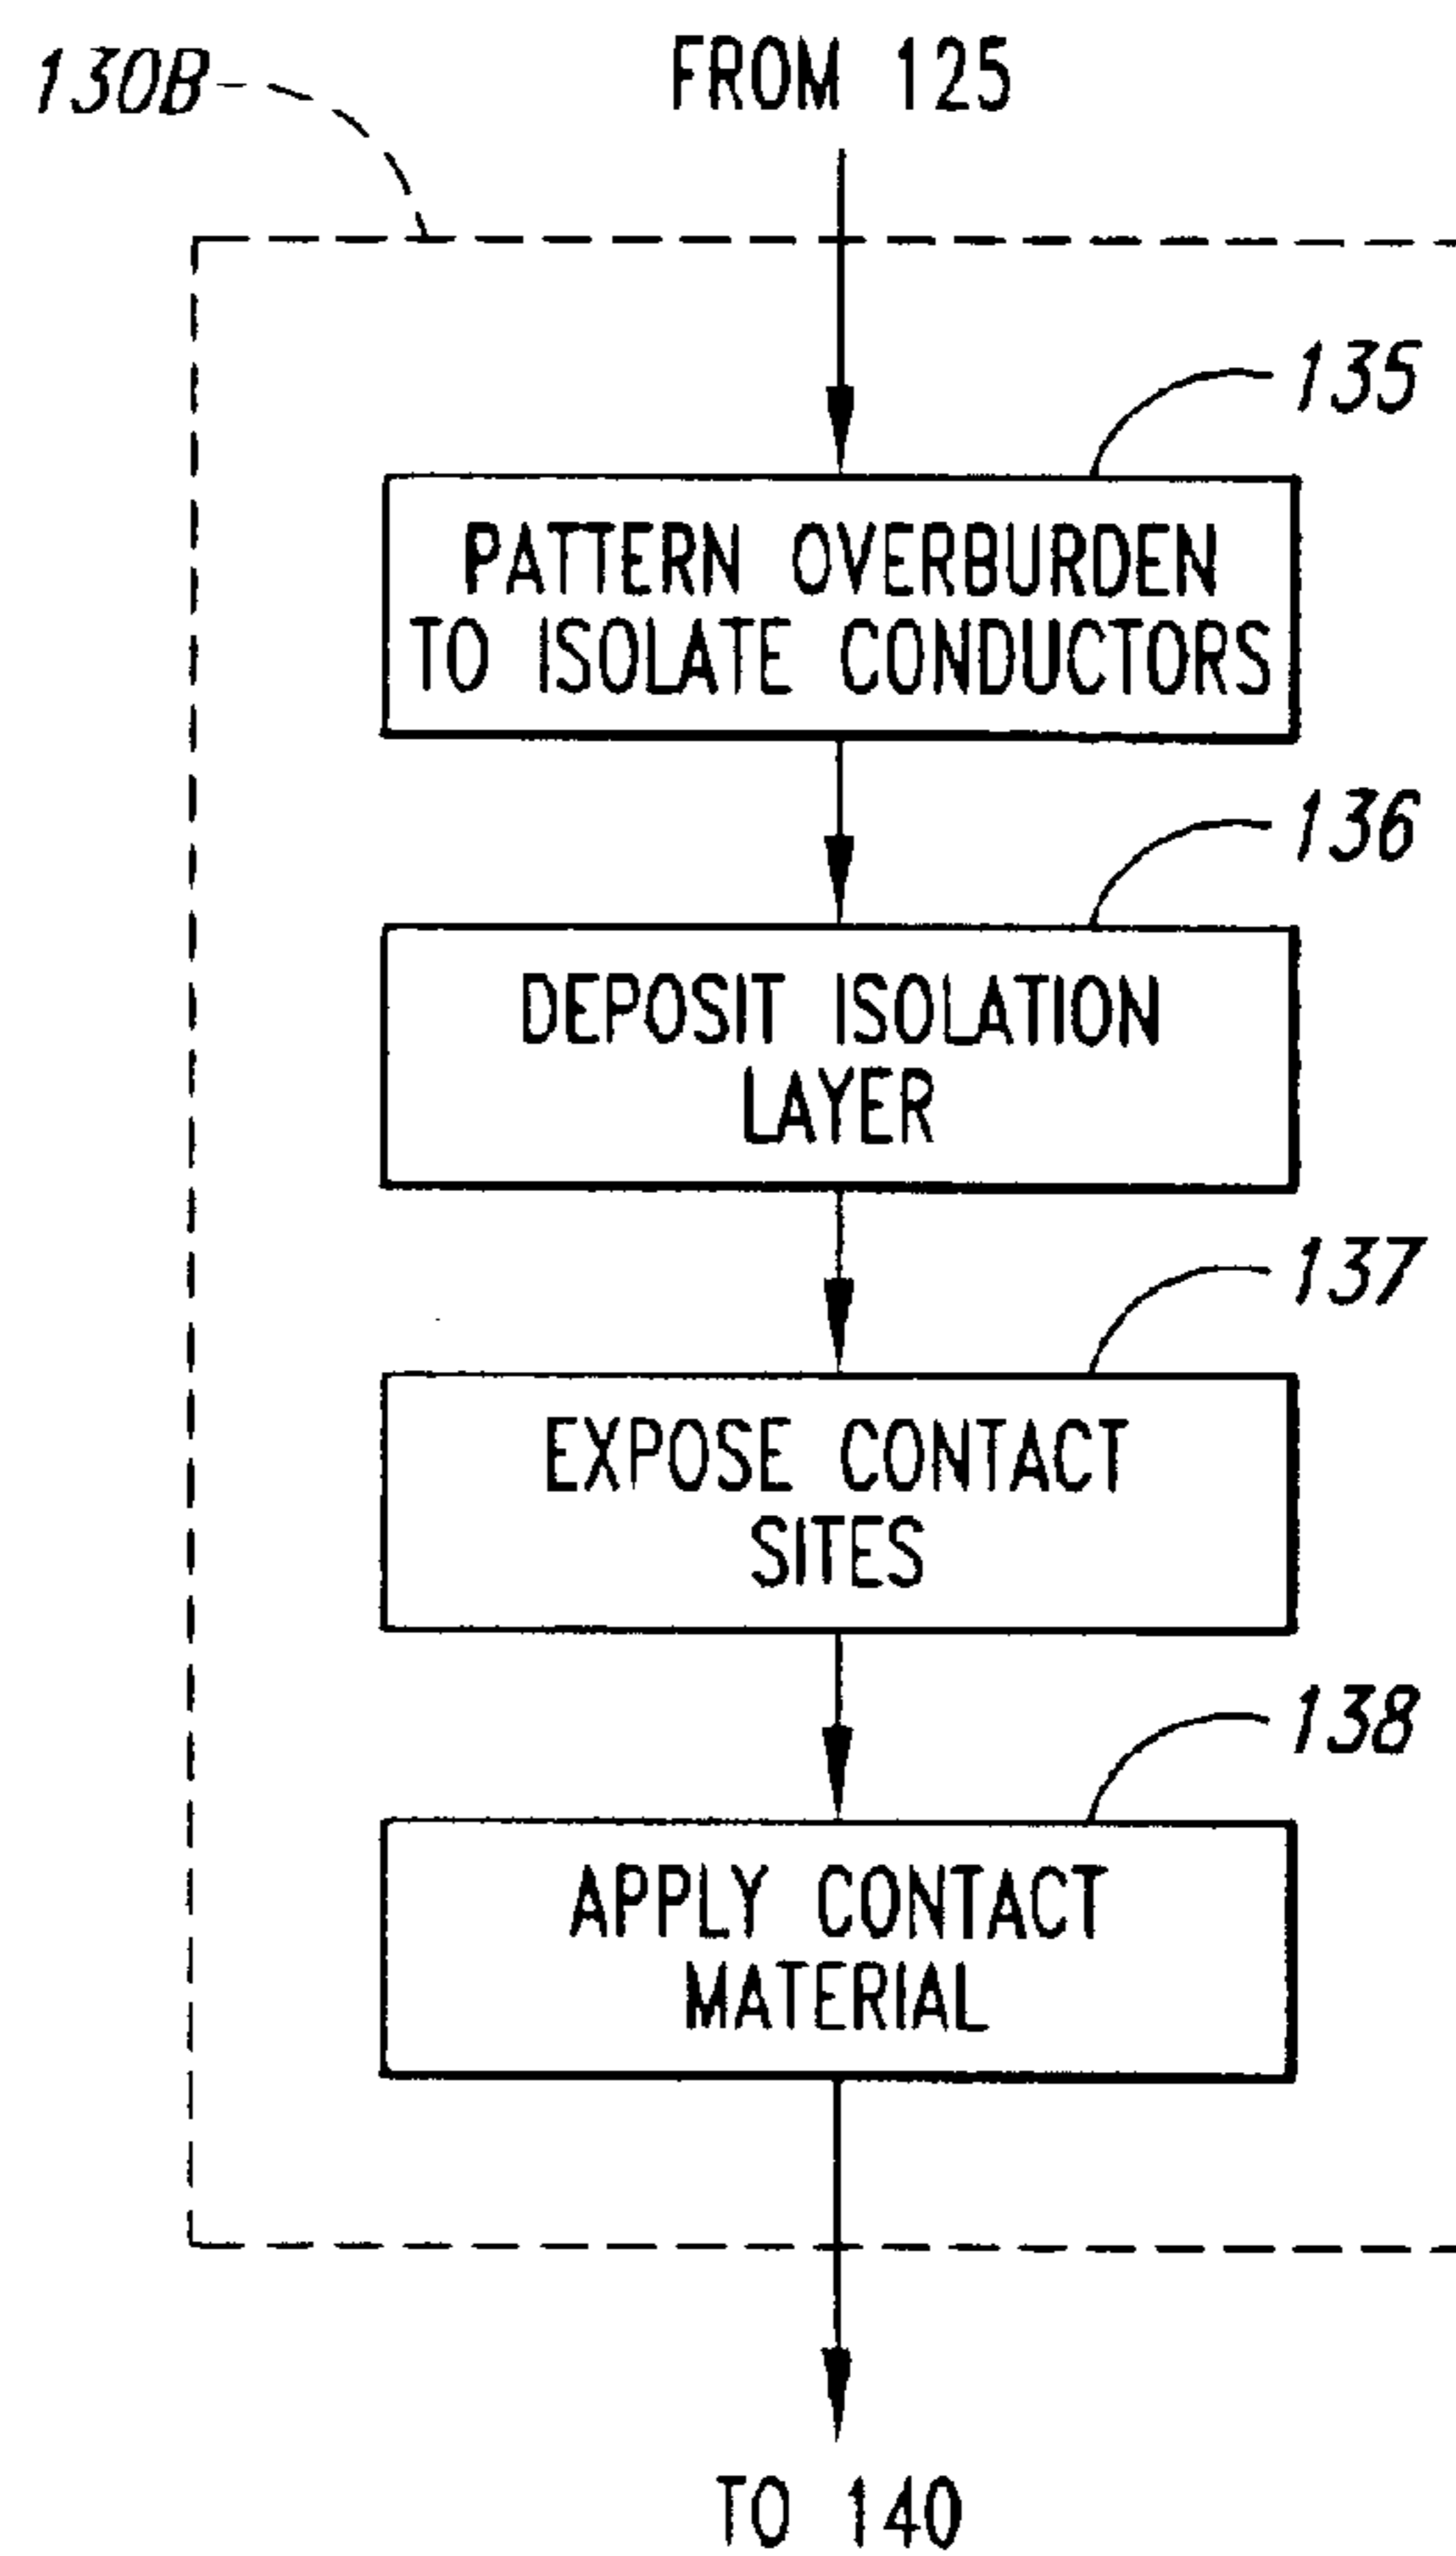 130B
FROM 125
135
PATTERN OVERBURDEN
TO ISOLATE CONDUCTORS
136
DEPOSIT ISOLATION
LAYER
137
EXPOSE CONTACT
SITES
138
APPLY CONTACT
MATERIAL
TO 140